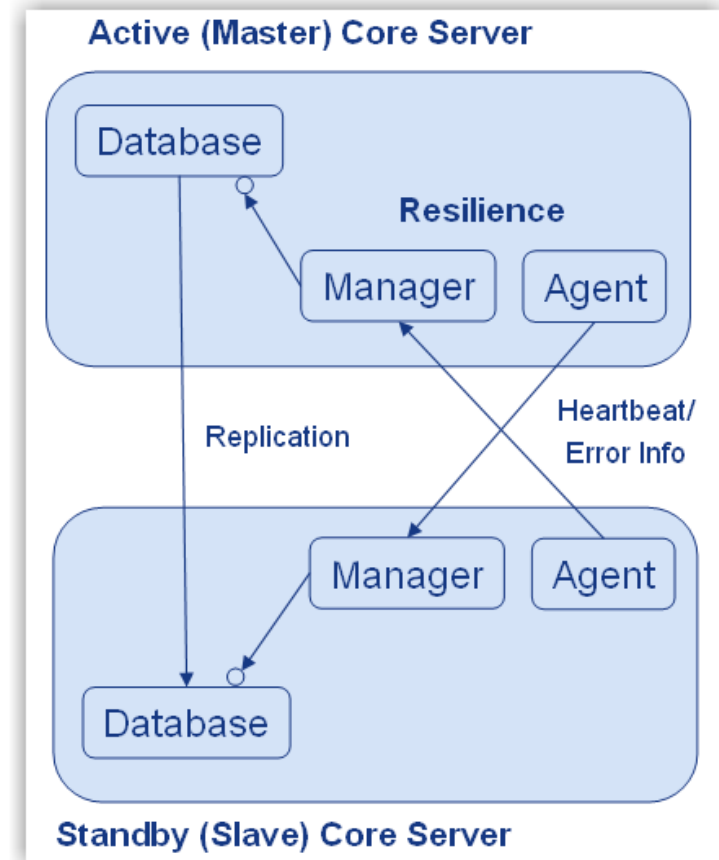 Active (Master) Core Server
Database
Resilience
Manager
Agent
Replication
Heartbeat/
Error Info
Manager
Agent
Database
Standby (Slave) Core Server